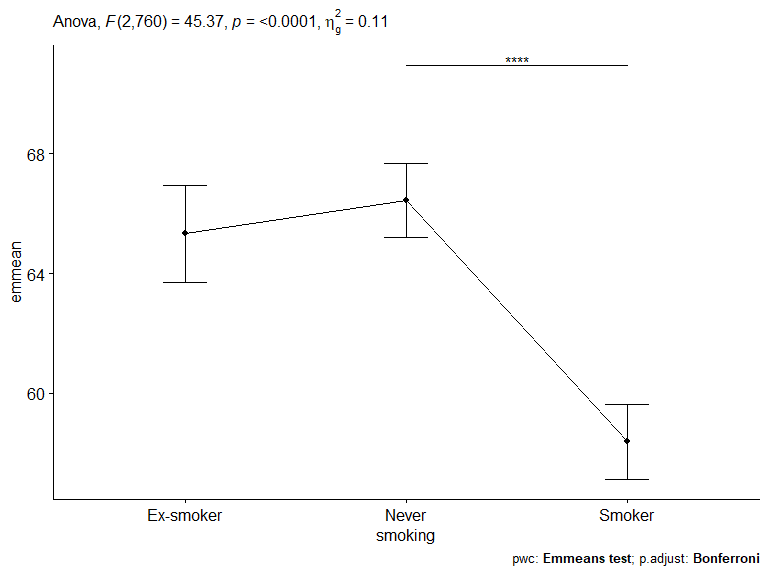 Anova, F(2,760) = 45.37, p = <0.0001, η²g = 0.11
****
68
64
60
emmean
Ex-smoker Never Smoker
smoking
pwc: Emmeans test; p.adjust: Bonferroni